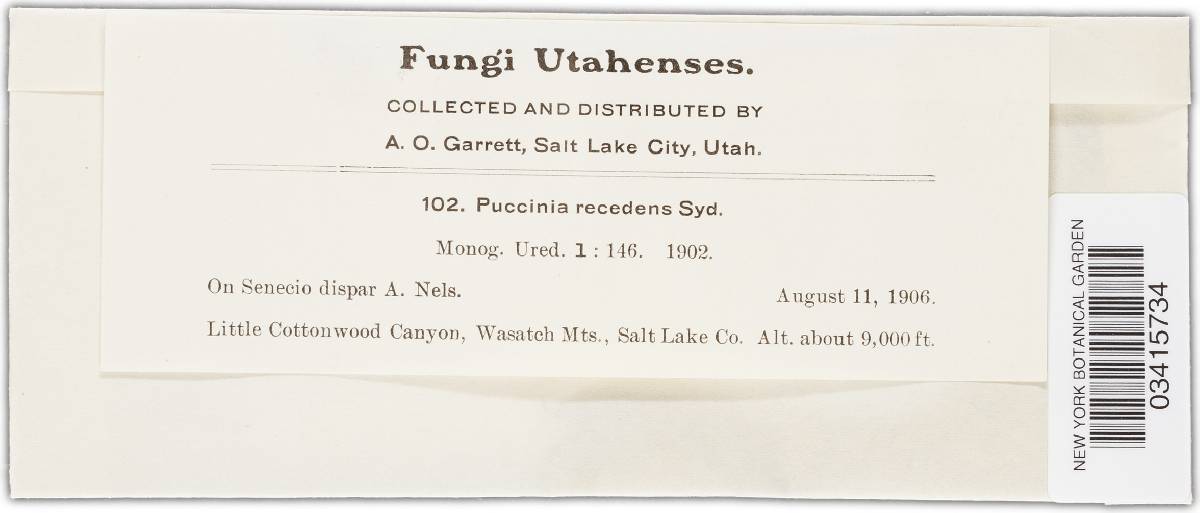 Fungi Utahenses.
COLLECTED AND DISTRIBUTED BY
A. O. Garrett, Salt Lake City, Utah.
102. Puccinia recedens Syd.
Monog. Ured. 1 : 146. 1902.
On Senecio dispar A. Nels.
August 11, 1906.
Little Cottonwood Canyon, Wasatch Mts., Salt Lake Co. Alt. about 9,000 ft.
NEW YORK BOTANICAL GARDEN
03415734